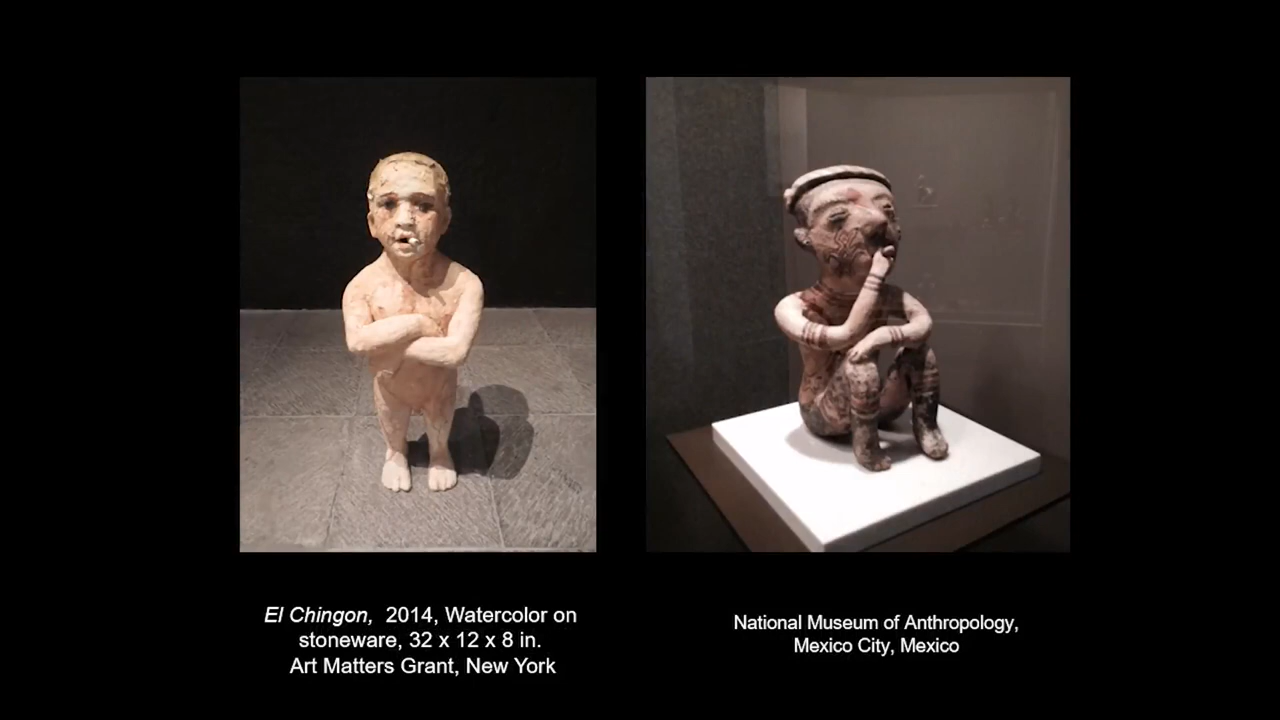 El Chingon, 2014, Watercolor on
stoneware, 32 x 12 x 8 in.
Art Matters Grant, New York
National Museum of Anthropology,
Mexico City, Mexico